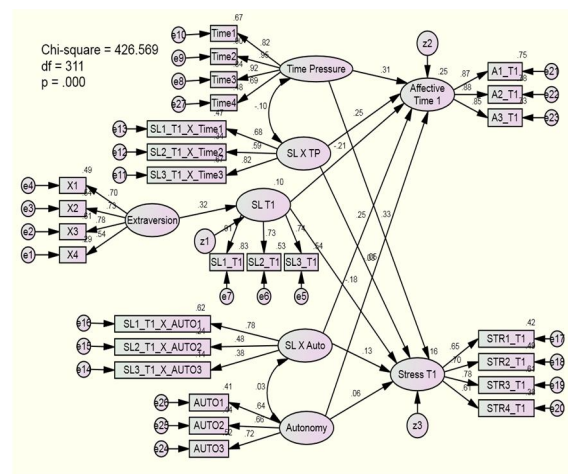 Chi-square = 426.569
df = 311
p = .000
e10 Time1 .67 .82
e9 Time2 .95
e8 Time3 .92
e27 Time4 .69
Time Pressure .31
z2
Affective Time 1 .25
.87 A1_T1 .75 e21
.88 A2_T1 e22
.85 A3_T1 e23
-.10
e13 SL1_T1_X_Time1 .47 .68
e12 SL2_T1_X_Time2 .59
e11 SL3_T1_X_Time3 .82
SL X TP .25
-.21
e4 X1 .49 .70
e3 X2 .73
e2 X3 .78
e1 X4 .54
Extraversion .32
SL T1 .10
z1
.74
.73
SL1_T1 .83
SL2_T1 .53
SL3_T1 .54
e7 e6 e5
.25 .33
-.18
e16 SL1_T1_X_AUTO1 .62 .78
e15 SL2_T1_X_AUTO2 .48
e14 SL3_T1_X_AUTO3 .38
SL X Auto .13
.03
e26 AUTO1 .41 .64
e25 AUTO2 .66
e24 AUTO3 .52 .72
Autonomy .06
Stress T1 .16
z3
.65 STR1_T1 .42 e17
.70 STR2_T1 e18
.78 STR3_T1 .61 e19
.61 STR4_T1 e20